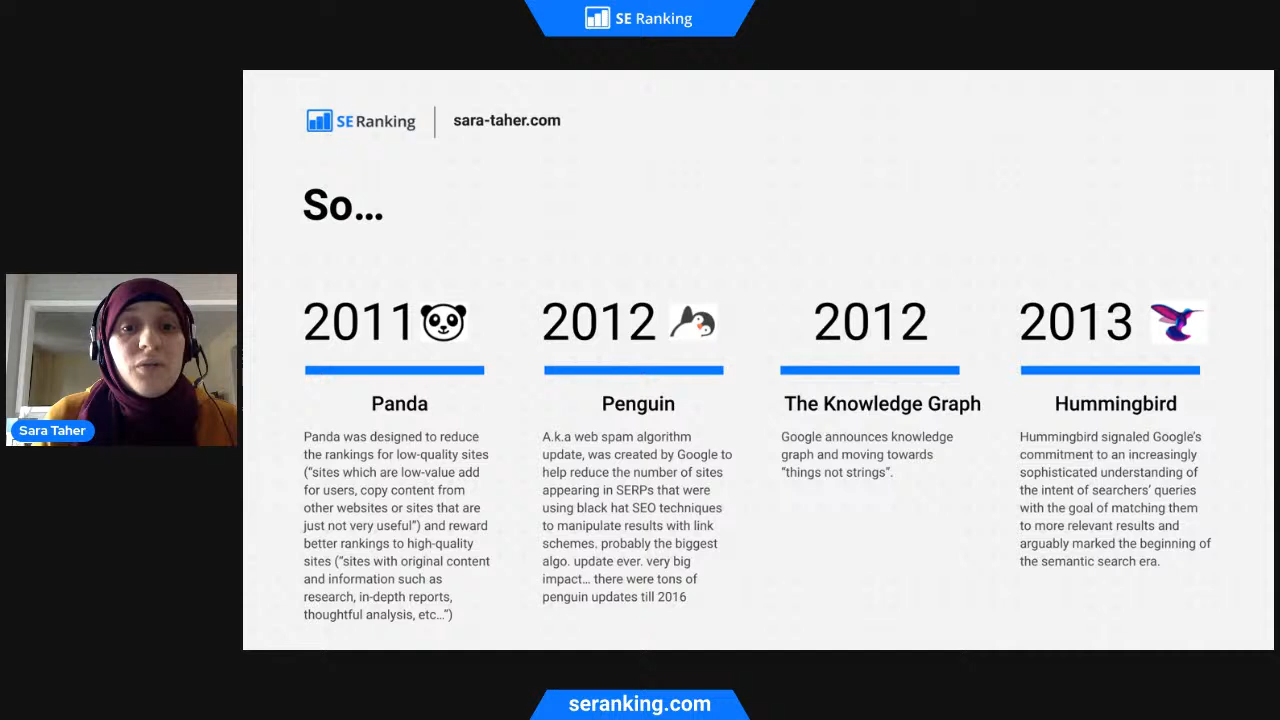 SE Ranking
SE Ranking
sara-taher.com
So...
2011
Panda
Panda was designed to reduce
the rankings for low-quality sites
(“sites which are low-value add
for users, copy content from
other websites or sites that are
just not very useful”) and reward
better rankings to high-quality
sites (“sites with original content
and information such as
research, in-depth reports,
thoughtful analysis, etc…”)
2012
Penguin
A.k.a web spam algorithm
update, was created by Google to
help reduce the number of sites
appearing in SERPs that were
using black hat SEO techniques
to manipulate results with link
schemes. probably the biggest
algo. update ever. very big
impact… there were tons of
penguin updates till 2016
2012
The Knowledge Graph
Google announces knowledge
graph and moving towards
“things not strings”.
2013
Hummingbird
Hummingbird signaled Google’s
commitment to an increasingly
sophisticated understanding of
the intent of searchers’ queries
with the goal of matching them
to more relevant results and
arguably marked the beginning of
the semantic search era.
Sara Taher
seranking.com